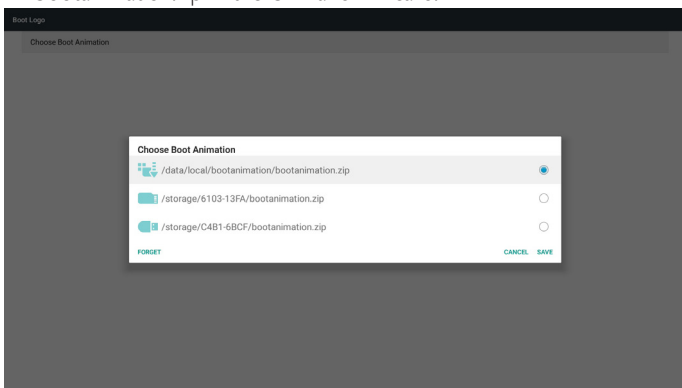 Boot Logo
Choose Boot Animation
Choose Boot Animation
/data/local/bootanimation/bootanimation.zip
/storage/6103-13FA/bootanimation.zip
/storage/C4B1-6BCF/bootanimation.zip
FORGET CANCEL SAVE